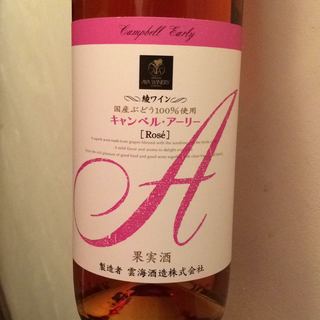 Campbell Early
AYA WINERY
綾ワイン
国産ぶどう100%使用
キャンベル・アーリー
[Rosé]
A
果実酒
製造者 雲海酒造株式会社